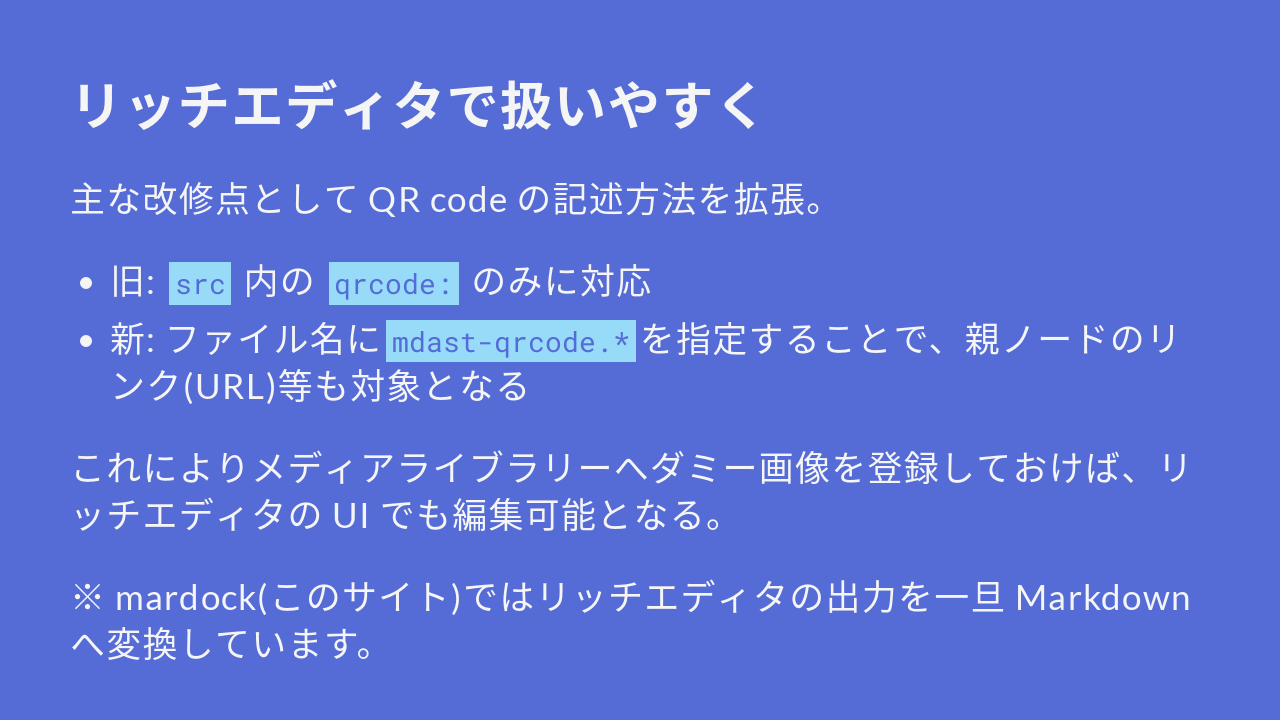 リッチエディタで扱いやすく
主な改修点として QR code の記述方法を拡張。
• 旧: src 内の qrcode: のみに対応
• 新: ファイル名にmdast-qrcode.*を指定することで、親ノードのリ
ンク(URL)等も対象となる
これによりメディアライブラリーへダミー画像を登録しておけば、リ
ッチエディタの UI でも編集可能となる。
※ mardock(このサイト)ではリッチエディタの出力を一旦 Markdown
へ変換しています。